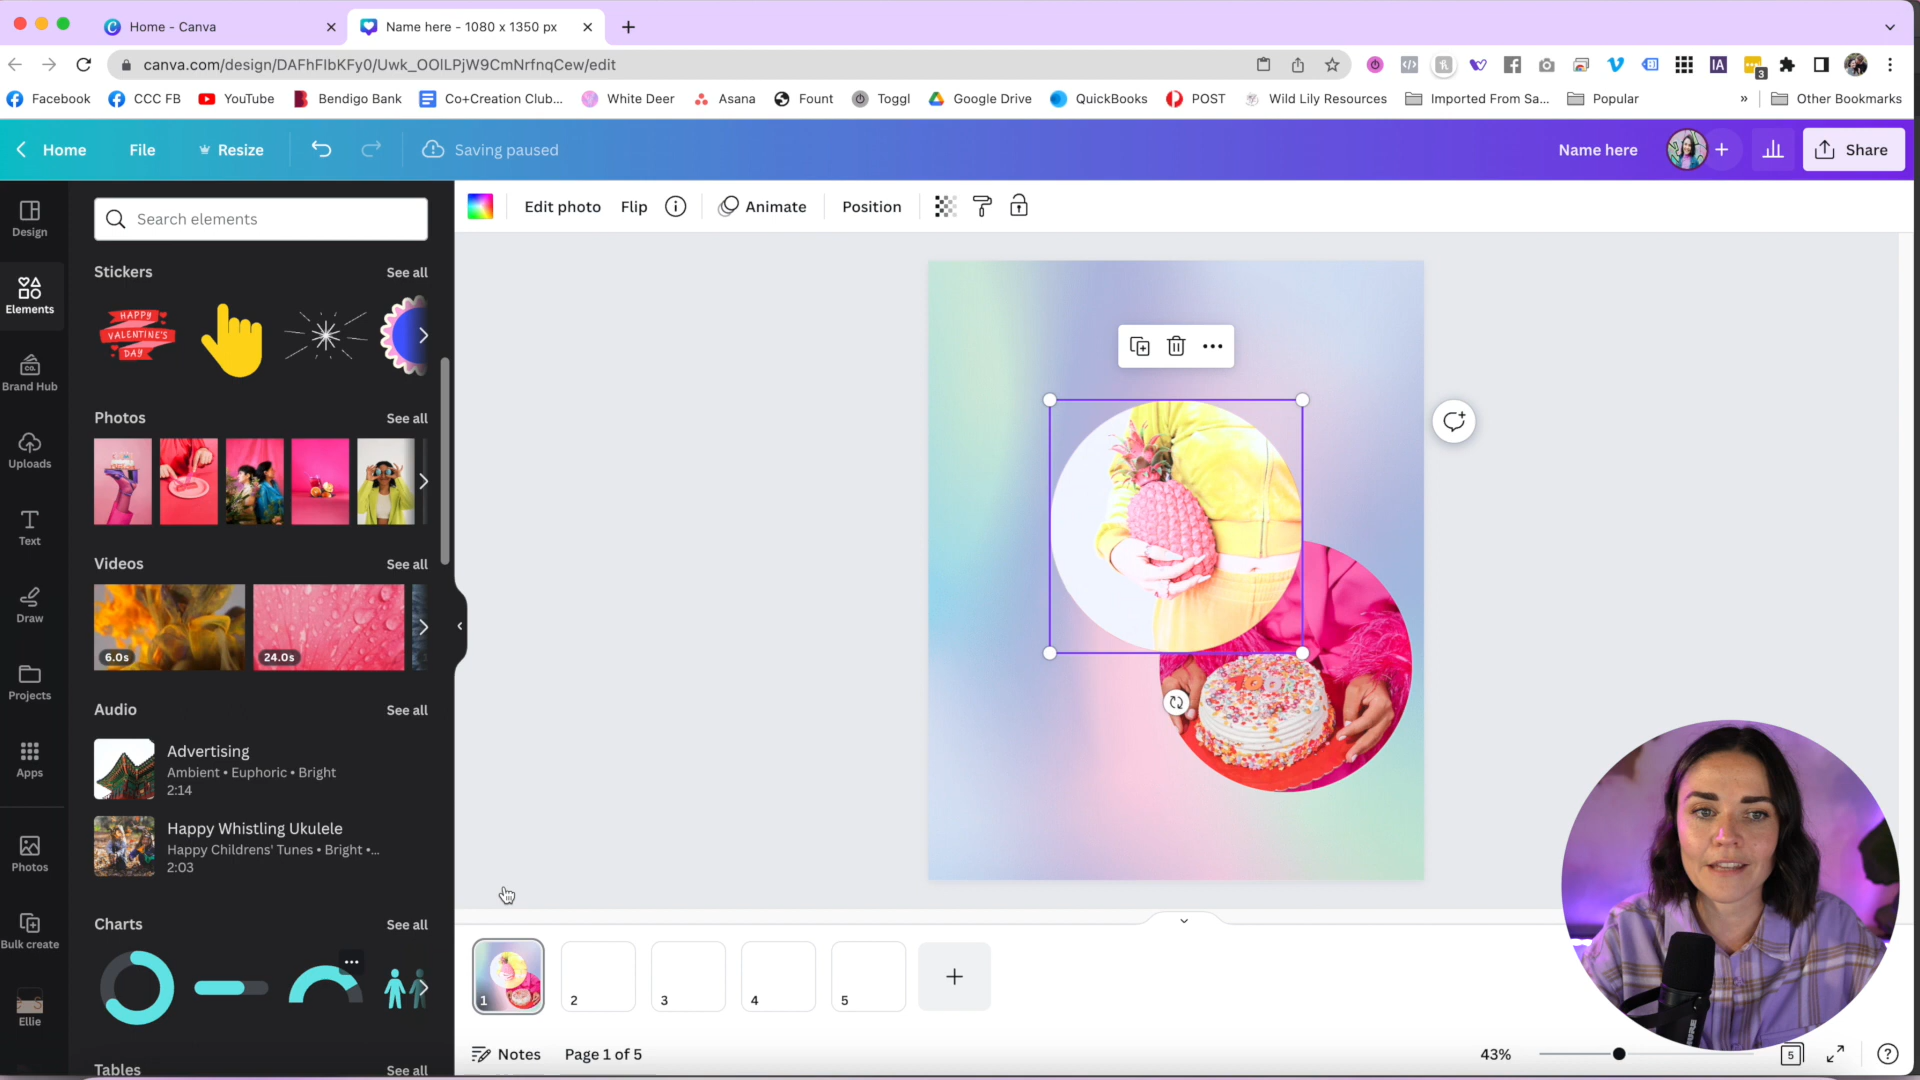 Home - Canva
Name here - 1080 x 1350 px
canva.com/design/DAFhFIbKFy0/Uwk_OOlLPjW9CmNrfnqCew/edit
Facebook
CCC FB
YouTube
Bendigo Bank
Co+Creation Club...
White Deer
Asana
Fount
Toggl
Google Drive
QuickBooks
POST
Wild Lily Resources
Imported From Sa...
Popular
»
Other Bookmarks
Home
File
Resize
Saving paused
Name here
Share
Edit photo
Flip
Animate
Position
Search elements
Design
Elements
Brand Hub
Uploads
Text
Draw
Projects
Apps
Photos
Bulk create
Ellie
Stickers
See all
HAPPY
VALENTINE'S
DAY
Photos
See all
Videos
See all
6.0s
24.0s
Audio
See all
Advertising
Ambient • Euphoric • Bright
2:14
Happy Whistling Ukulele
Happy Childrens' Tunes • Bright •...
2:03
Charts
See all
Tables
See all
1
2
3
4
5
Notes
Page 1 of 5
43%
5